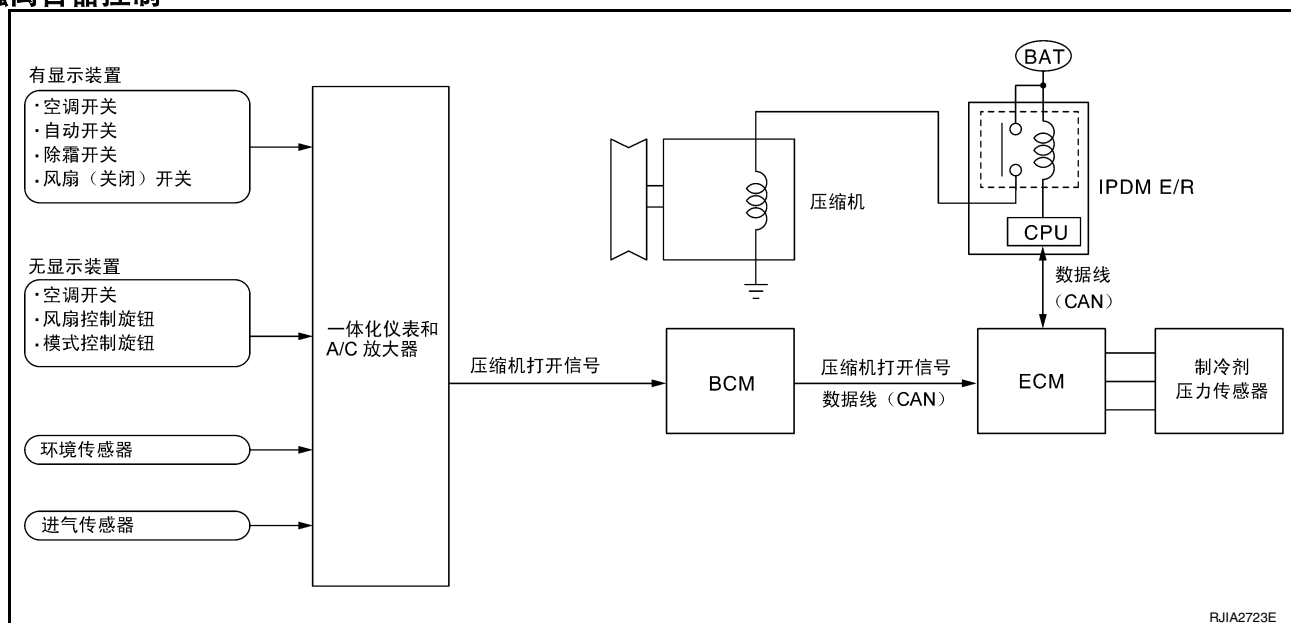 有显示装置
·空调开关
·自动开关
·除霜开关
·风扇（关闭）开关
无显示装置
·空调开关
·风扇控制旋钮
·模式控制旋钮
环境传感器
进气传感器
一体化仪表和
A/C 放大器
压缩机打开信号
BCM
压缩机打开信号
数据线（CAN）
压缩机
BAT
IPDM E/R
CPU
数据线
（CAN）
ECM
制冷剂
压力传感器
RJIA2723E